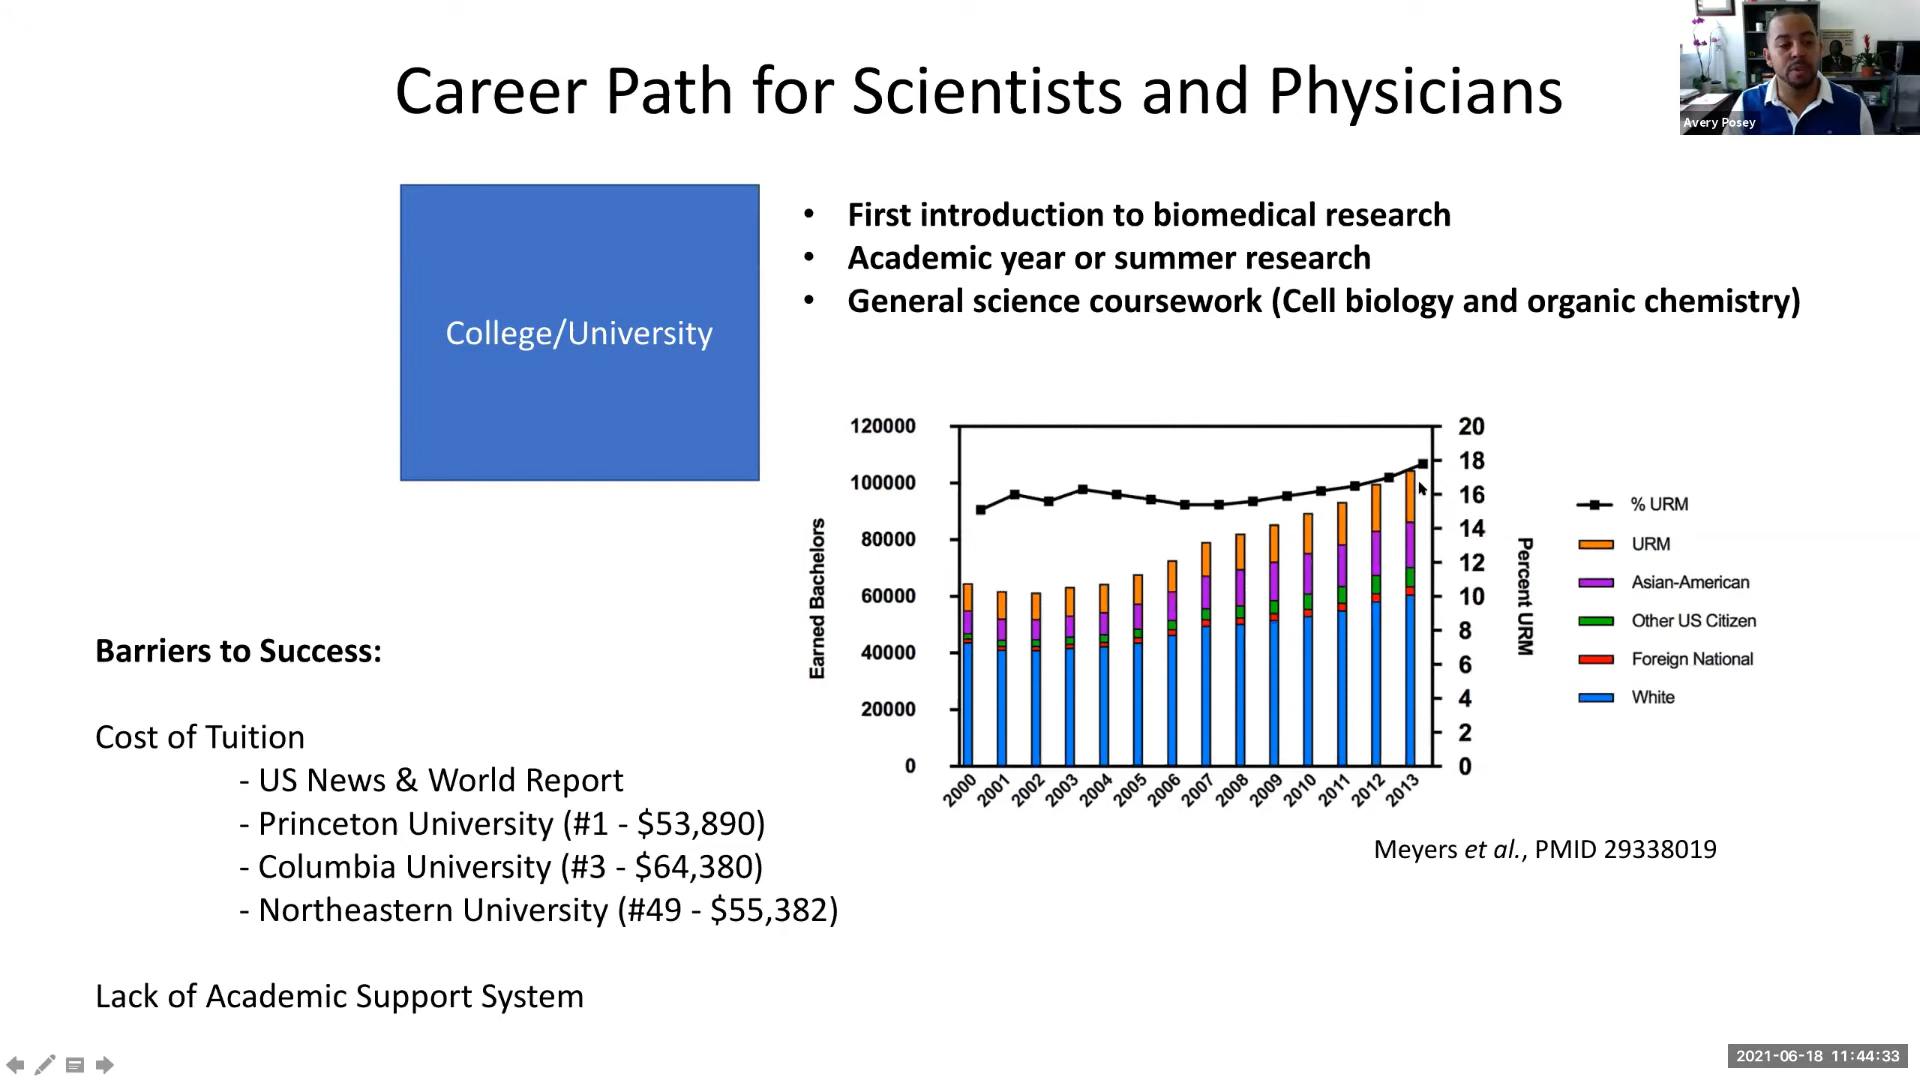 Career Path for Scientists and Physicians
Avery Posey
College/University
• First introduction to biomedical research
• Academic year or summer research
• General science coursework (Cell biology and organic chemistry)
Barriers to Success:
Cost of Tuition
- US News & World Report
- Princeton University (#1 - $53,890)
- Columbia University (#3 - $64,380)
- Northeastern University (#49 - $55,382)
Lack of Academic Support System
Earned Bachelors
120000
100000
80000
60000
40000
20000
0
20
18
16
14
12
10
8
6
4
2
0
Percent URM
2000 2001 2002 2003 2004 2005 2006 2007 2008 2009 2010 2011 2012 2013
% URM
URM
Asian-American
Other US Citizen
Foreign National
White
Meyers et al., PMID 29338019
2021-06-18 11:44:33